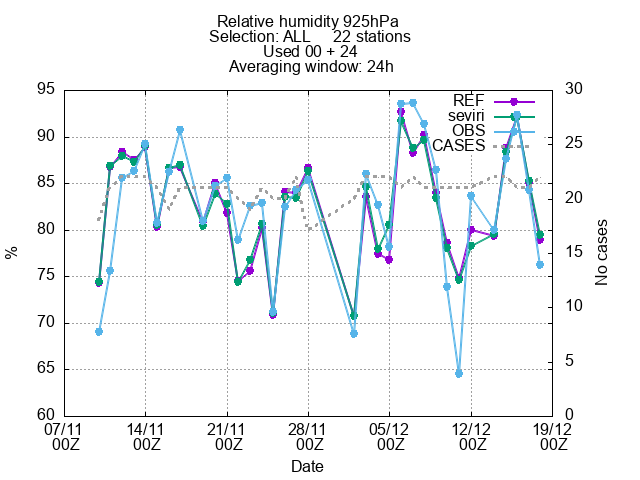 Relative humidity 925hPa
Selection: ALL     22 stations
Used 00 + 24
Averaging window: 24h
95 30
REF
seviri
90 OBS 25
CASES
85 20
80
% 75 15 No cases
70 10
65 5
60 0
07/11 14/11 21/11 28/11 05/12 12/12 19/12
00Z 00Z 00Z 00Z 00Z 00Z 00Z
Date